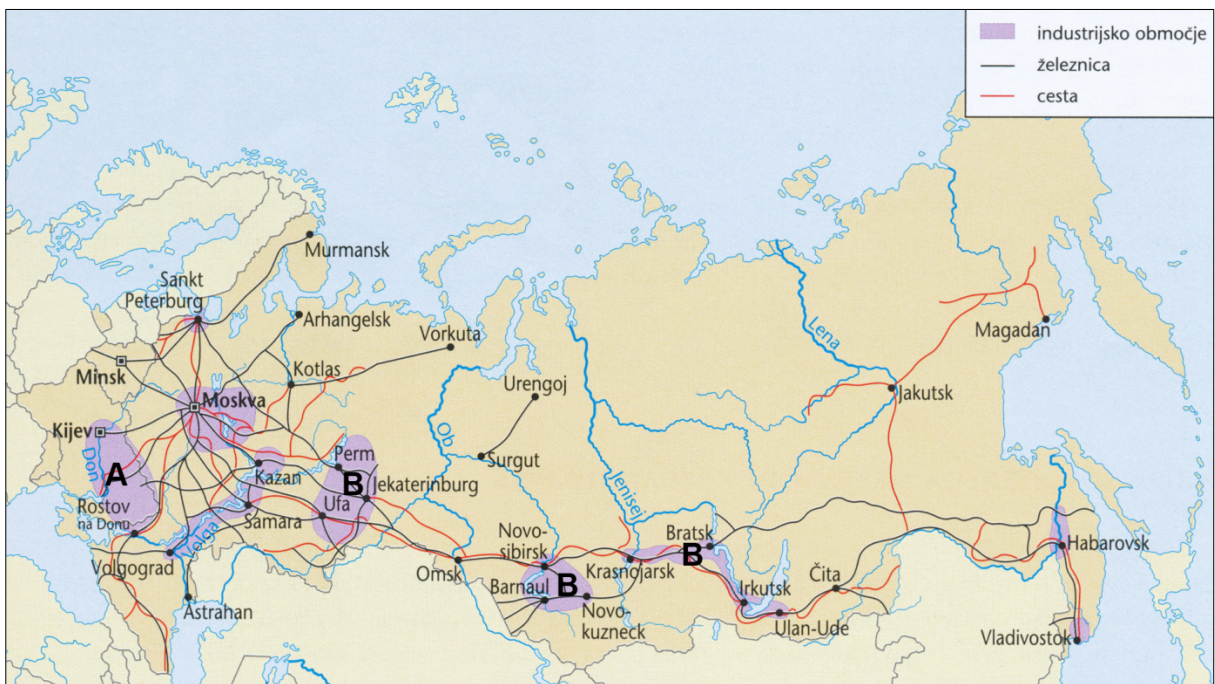 industrijsko območje
železnica
cesta
Murmansk
Sankt
Peterburg
Arhangelsk
Vorkuta
Magadan
Lena
Minsk
Kotlas
Urengoj
Jakutsk
Moskva
Kijev
Ob
Don
A
Perm
Kazan
B
Surgut
Jenisej
Jekaterinburg
Rostov
na Donu
Ufa
Samara
Volga
Novo-
sibirsk
Bratsk
Habarovsk
Volgograd
Omsk
Krasnojarsk
B
Barnaul
B
Irkutsk
Čita
Astrahan
Novo-
kuzneck
Ulan-Ude
Vladivostok